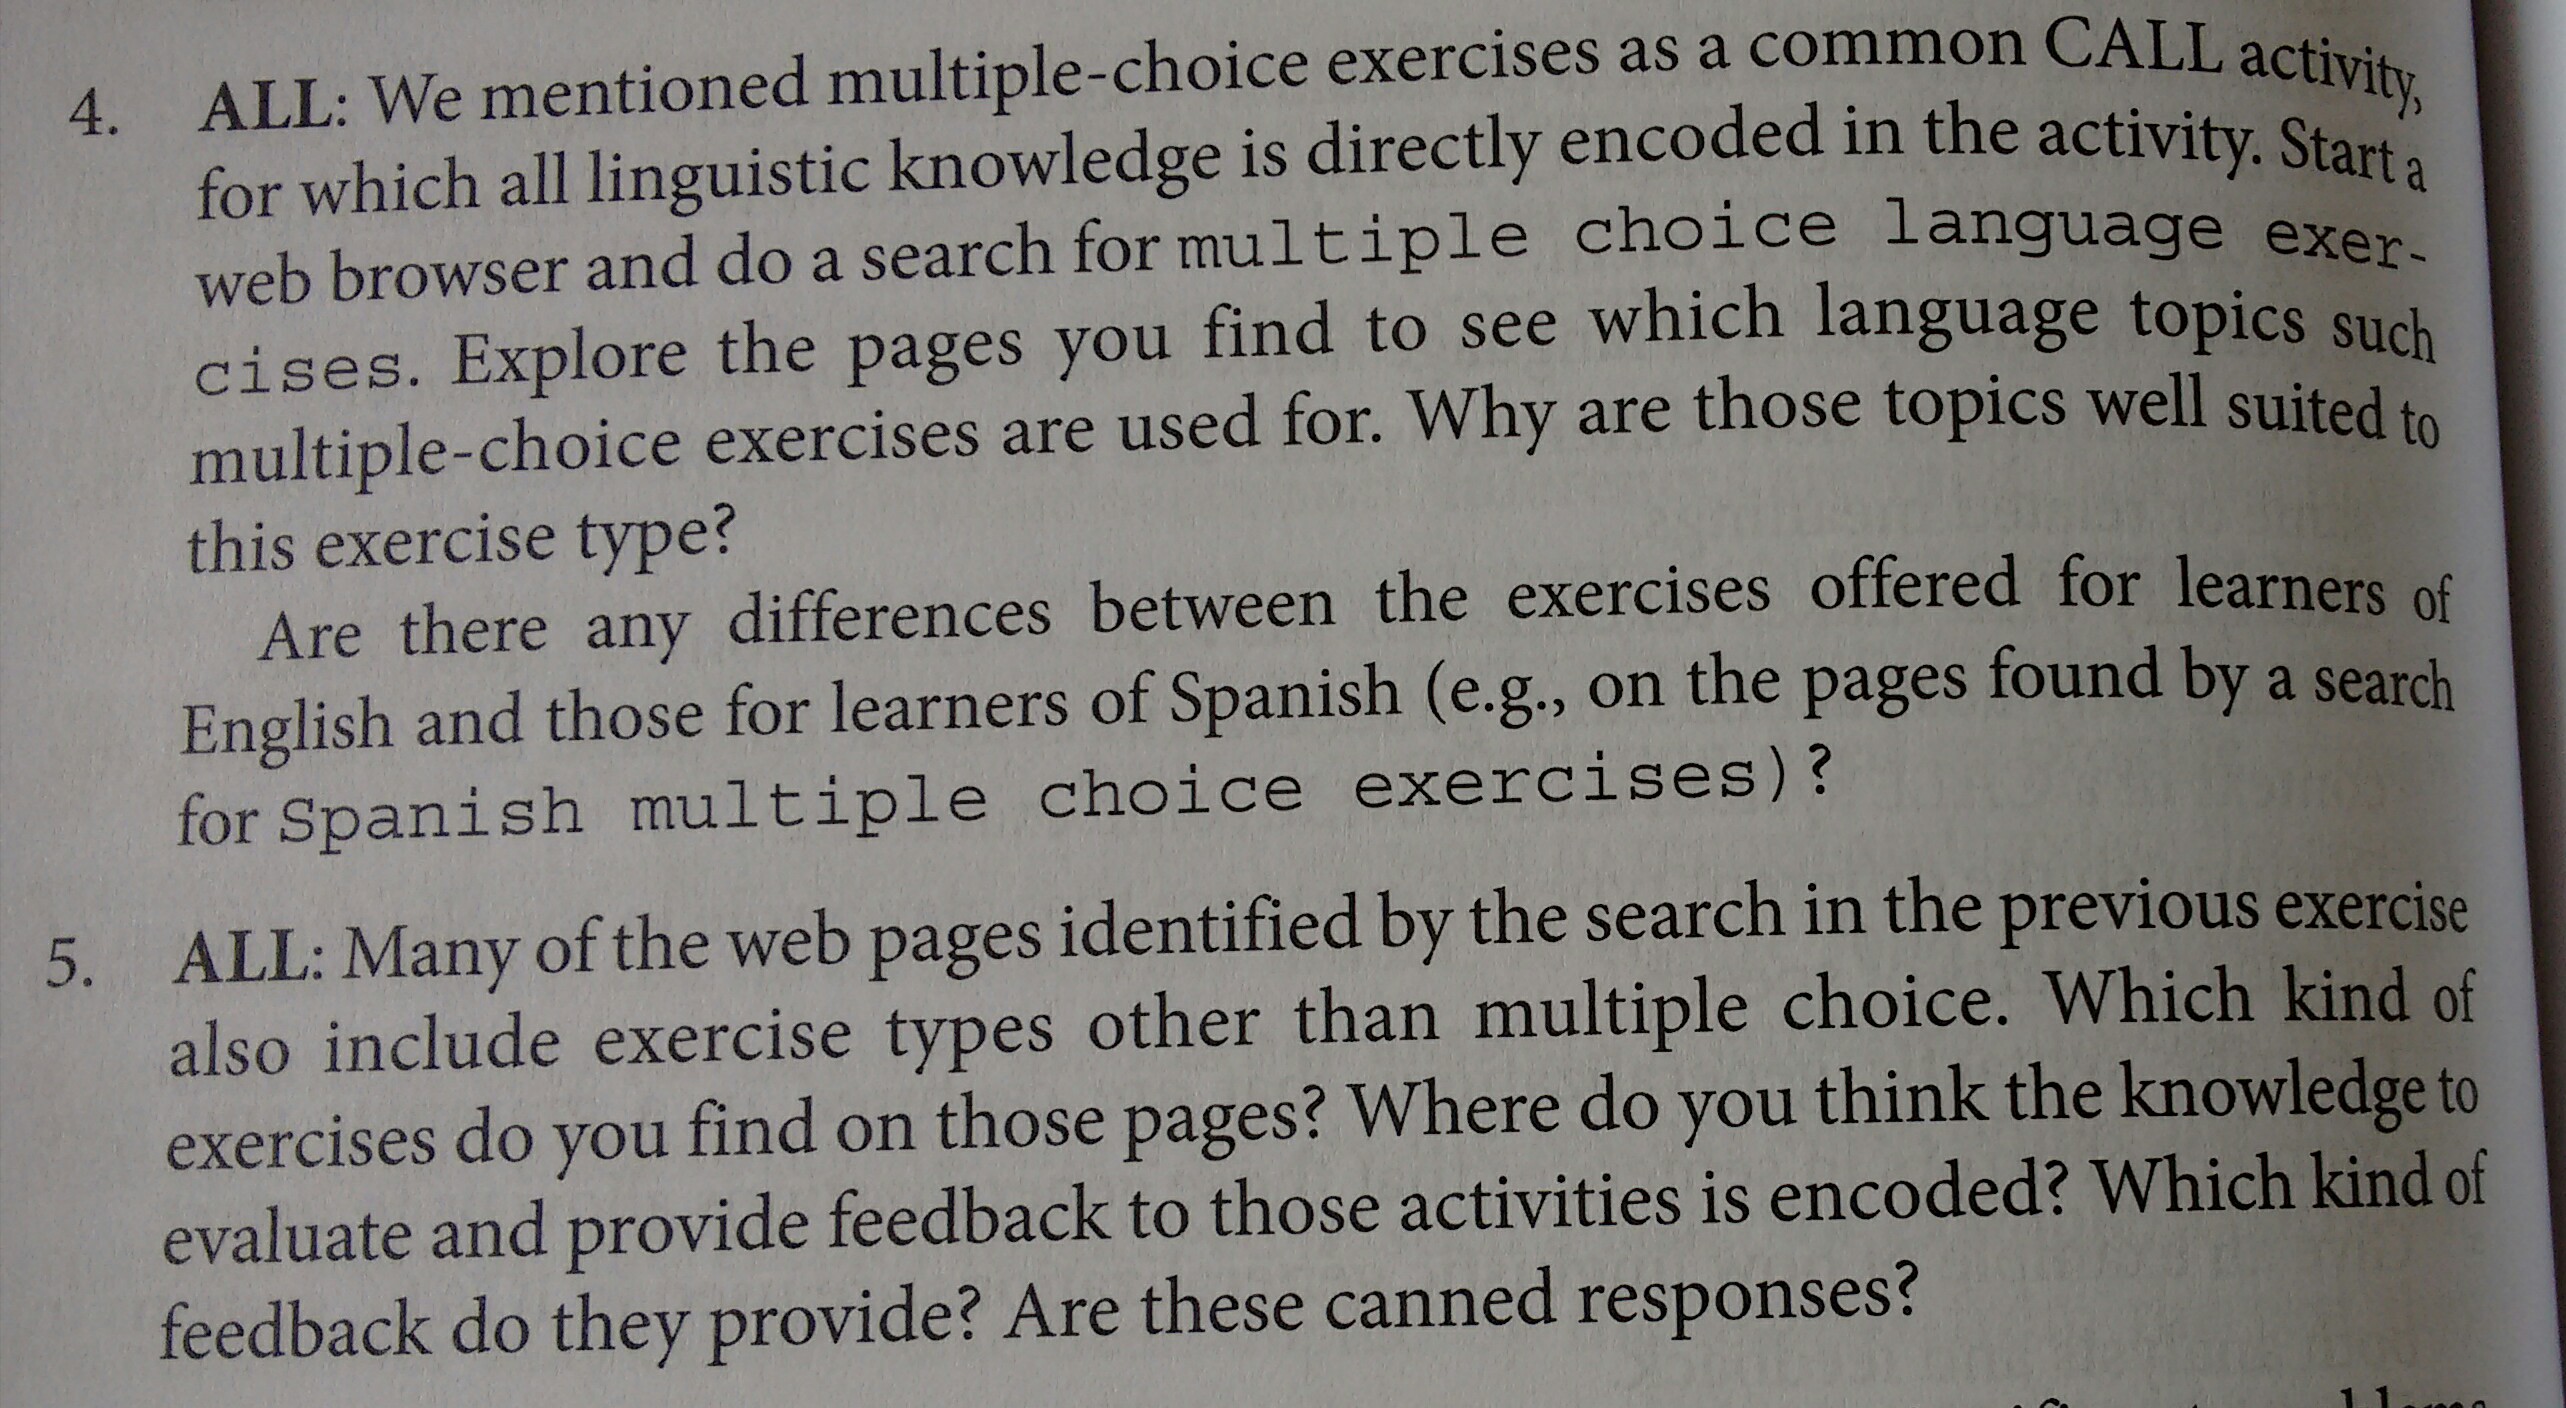 4. ALL: We mentioned multiple-choice exercises as a common CALL activity,
for which all linguistic knowledge is directly encoded in the activity. Start a
web browser and do a search for multiple choice language exer-
cises. Explore the pages you find to see which language topics such
multiple-choice exercises are used for. Why are those topics well suited to
this exercise type?
Are there any differences between the exercises offered for learners of
English and those for learners of Spanish (e.g., on the pages found by a search
for Spanish multiple choice exercises)?
5. ALL: Many of the web pages identified by the search in the previous exercise
also include exercise types other than multiple choice. Which kind of
exercises do you find on those pages? Where do you think the knowledge to
evaluate and provide feedback to those activities is encoded? Which kind of
feedback do they provide? Are these canned responses?